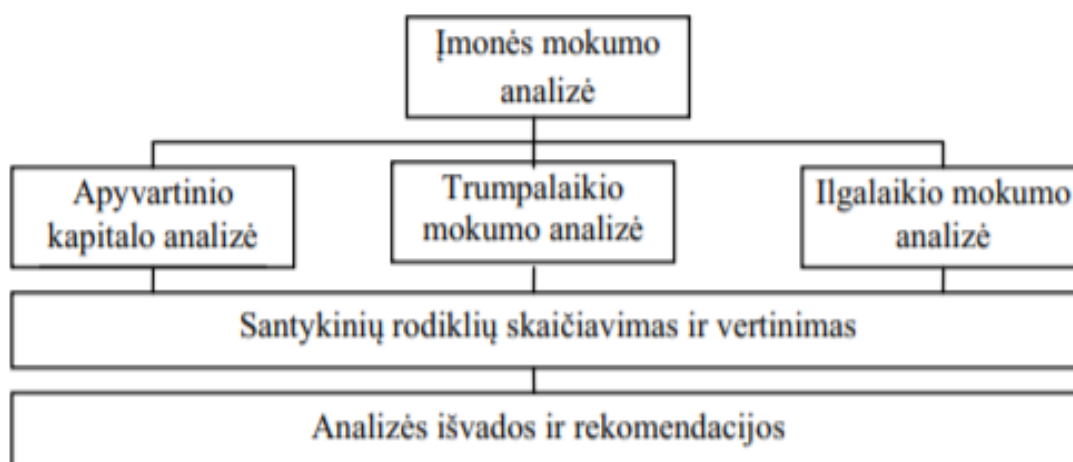 Įmonės mokumo
analizė
Apyvartinio
kapitalo analizė
Trumpalaikio
mokumo analizė
Ilgalaikio mokumo
analizė
Santykinių rodiklių skaičiavimas ir vertinimas
Analizės išvados ir rekomendacijos